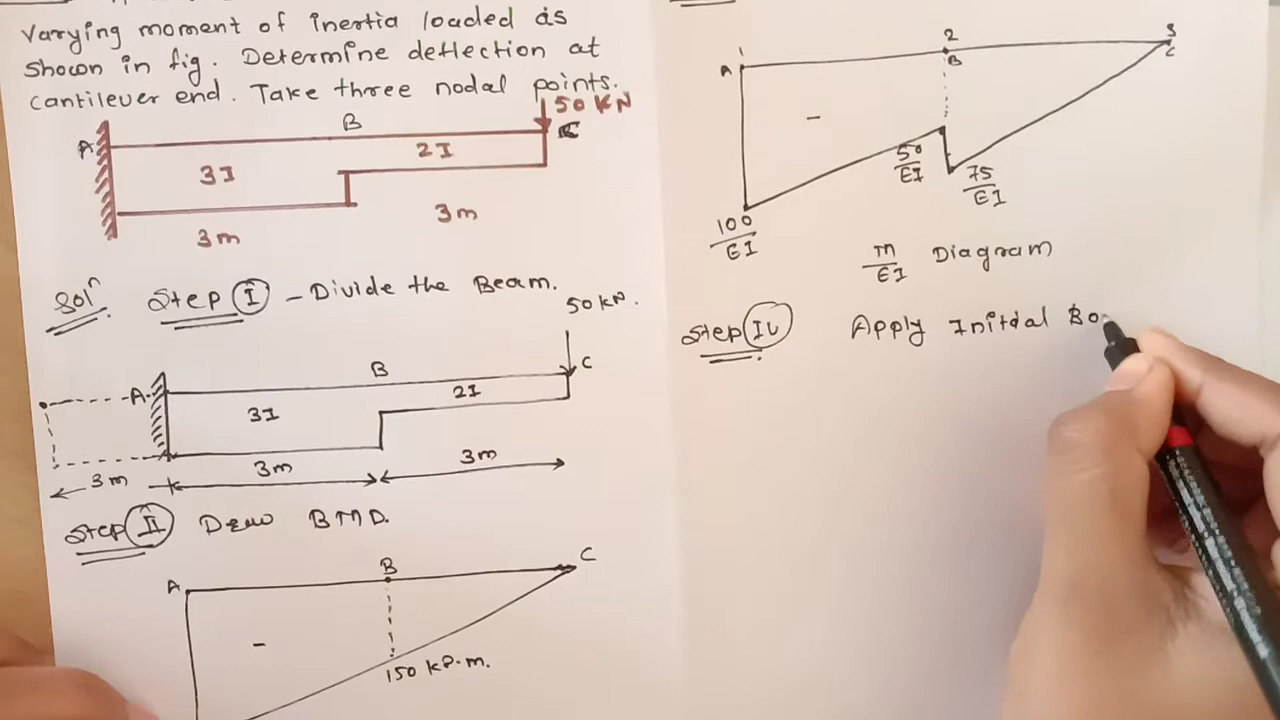 Varying moment of inertia loaded as
shown in fig. Determine deflection at
cantilever end. Take three nodal points.
50 KN
A
B
C
3I
2I
3m
3m
Solⁿ. Step I - Divide the Beam.
50 kN.
A
B
C
3I
2I
3m
3m
3m
Step II Draw BMD.
A
B
C
-
150 kN.m.
1
2
3
A
B
C
-
50/EI
75/EI
100/EI
M/EI Diagram
Step IV Apply Initial Bo